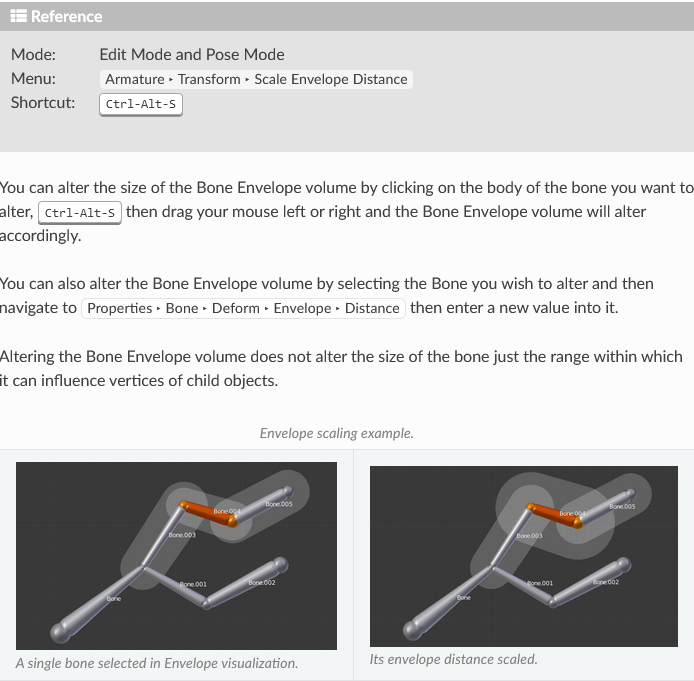 Reference
Mode: Edit Mode and Pose Mode
Menu: Armature ‣ Transform ‣ Scale Envelope Distance
Shortcut: Ctrl-Alt-S
You can alter the size of the Bone Envelope volume by clicking on the body of the bone you want to
alter, Ctrl-Alt-S then drag your mouse left or right and the Bone Envelope volume will alter
accordingly.
You can also alter the Bone Envelope volume by selecting the Bone you wish to alter and then
navigate to Properties ‣ Bone ‣ Deform ‣ Envelope ‣ Distance then enter a new value into it.
Altering the Bone Envelope volume does not alter the size of the bone just the range within which
it can influence vertices of child objects.
Envelope scaling example.
Bone.004
Bone.005
Bone.003
Bone.001
Bone.002
Bone
Bone.004
Bone.005
Bone.003
Bone.001
Bone.002
Bone
A single bone selected in Envelope visualization.
Its envelope distance scaled.